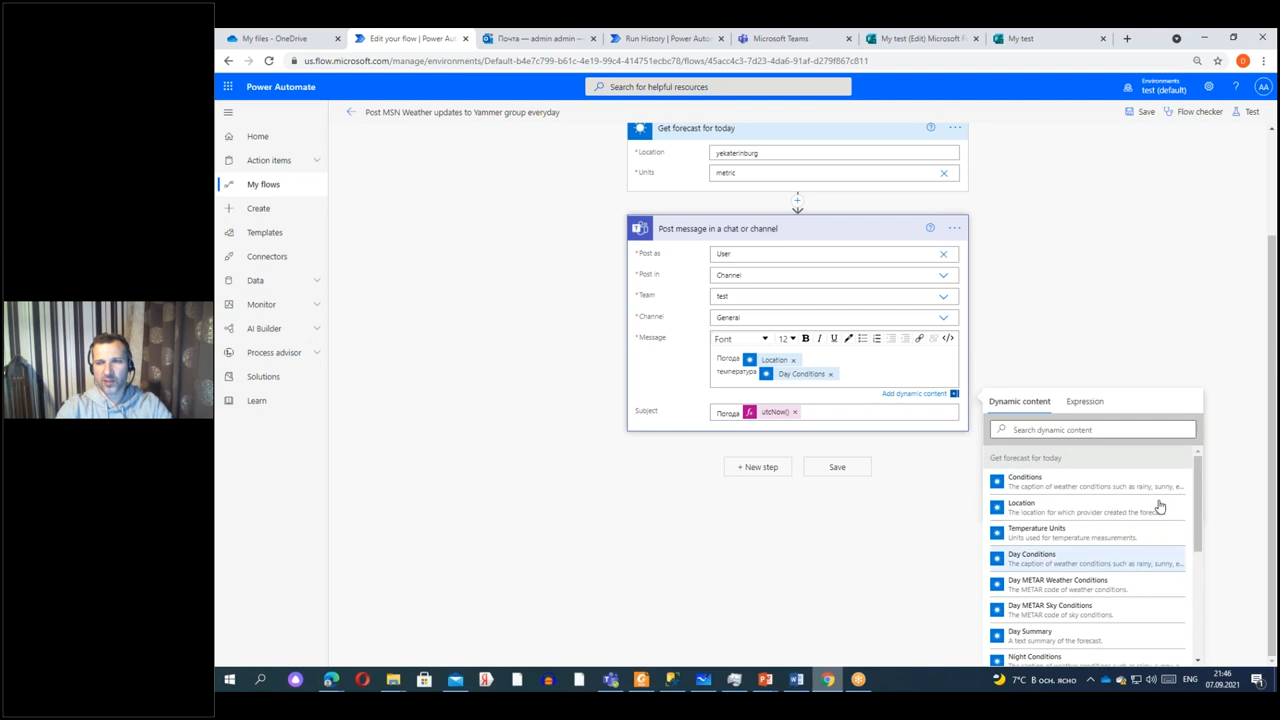 My files - OneDrive
Edit your flow | Power Aut
Почта — admin admin —
Run History | Power Automat
Microsoft Teams
My test (Edit) Microsoft F
My test
us.flow.microsoft.com/manage/environments/Default-b4e7c799-b61c-4e19-99c4-414751ecbc78/flows/45acc4c3-7d23-4da6-91af-d279f867c811
Power Automate
Search for helpful resources
Environments
test (default)
AA
Post MSN Weather updates to Yammer group everyday
Save
Flow checker
Test
Home
Action items
My flows
Create
Templates
Connectors
Data
Monitor
AI Builder
Process advisor
Solutions
Learn
Get forecast for today
* Location
yekaterinburg
* Units
metric
Post message in a chat or channel
* Post as
User
* Post in
Channel
* Team
test
* Channel
General
* Message
Font
12
B I U
Погода Location ×
температура Day Conditions ×
Add dynamic content
Subject
Погода fx utcNow() ×
+ New step
Save
Dynamic content
Expression
Search dynamic content
Get forecast for today
Conditions
The caption of weather conditions such as rainy, sunny, e...
Location
The location for which provider created the forec
Temperature Units
Units used for temperature measurements.
Day Conditions
The caption of weather conditions such as rainy, sunny, e...
Day METAR Weather Conditions
The METAR code of weather conditions.
Day METAR Sky Conditions
The METAR code of sky conditions.
Day Summary
A text summary of the forecast.
Night Conditions
7°C В осн. ясно
ENG
21:46
07.09.2021